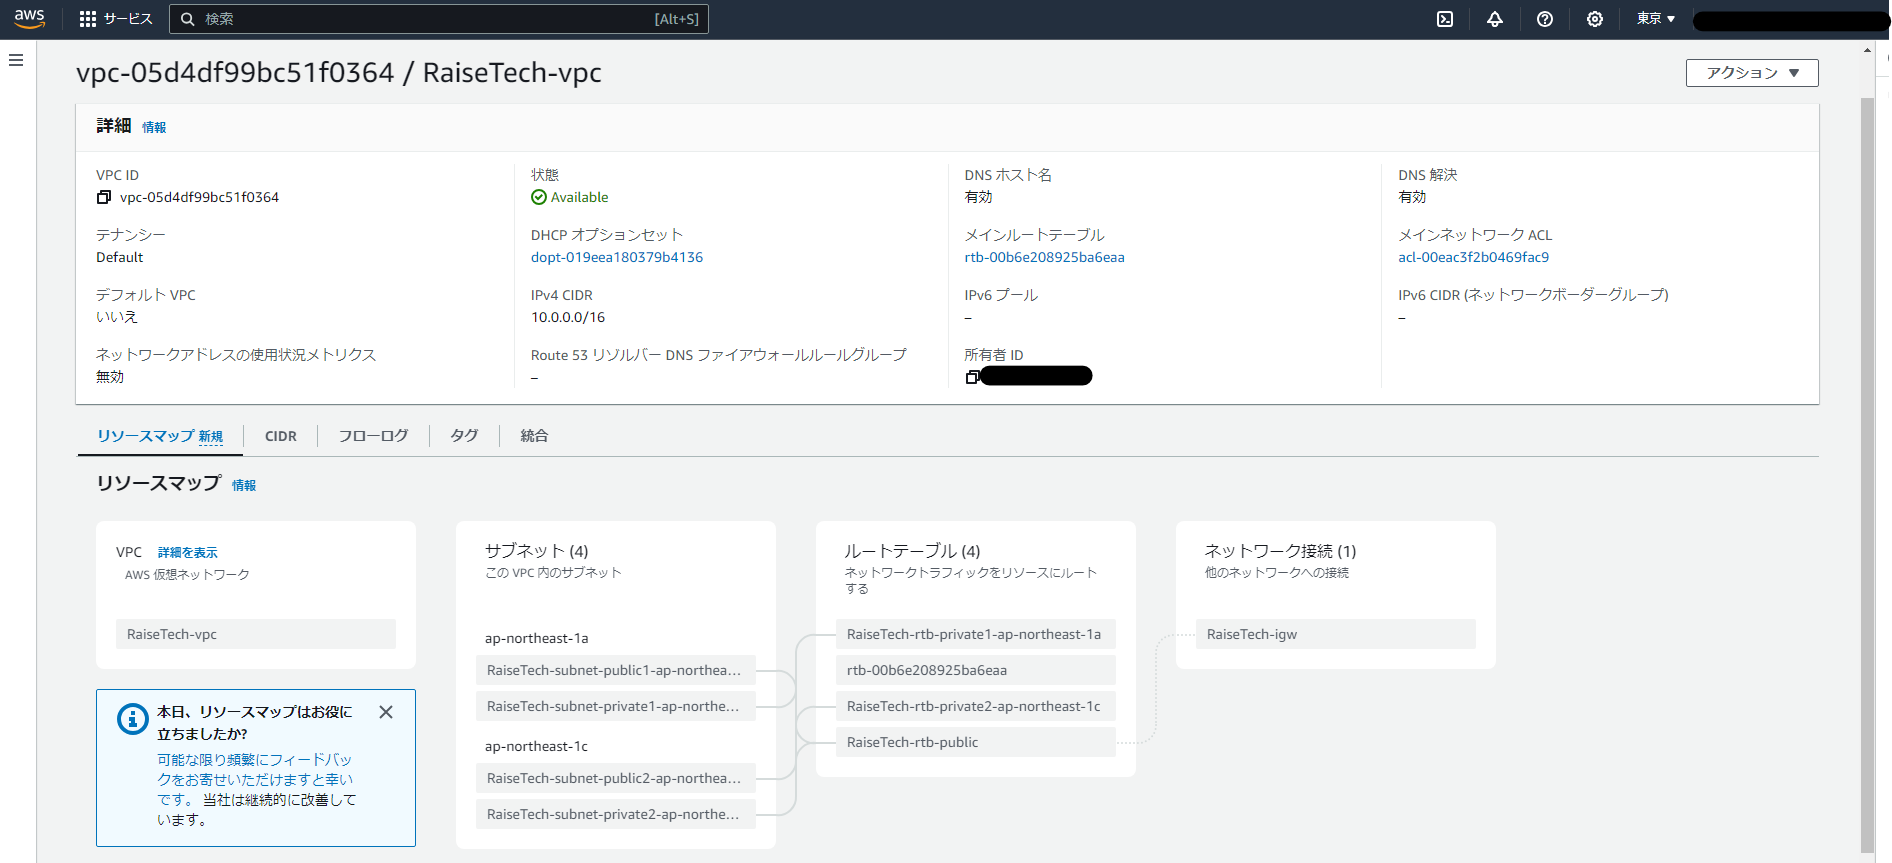 aws
サービス
検索
[Alt+S]
東京
vpc-05d4df99bc51f0364 / RaiseTech-vpc
アクション
詳細 情報
VPC ID
vpc-05d4df99bc51f0364
状態
Available
DNS ホスト名
有効
DNS 解決
有効
テナンシー
Default
DHCP オプションセット
dopt-019eea180379b4136
メインルートテーブル
rtb-00b6e208925ba6eaa
メインネットワーク ACL
acl-00eac3f2b0469fac9
デフォルト VPC
いいえ
IPv4 CIDR
10.0.0.0/16
IPv6 プール
–
IPv6 CIDR (ネットワークボーダーグループ)
–
ネットワークアドレスの使用状況メトリクス
無効
Route 53 リゾルバー DNS ファイアウォールルールグループ
–
所有者 ID
リソースマップ 新規
CIDR
フローログ
タグ
統合
リソースマップ 情報
VPC 詳細を表示
AWS 仮想ネットワーク
RaiseTech-vpc
本日、リソースマップはお役に
立ちましたか?
可能な限り頻繁にフィードバッ
クをお寄せいただけますと幸い
です。 当社は継続的に改善して
います。
サブネット (4)
この VPC 内のサブネット
ap-northeast-1a
RaiseTech-subnet-public1-ap-northea...
RaiseTech-subnet-private1-ap-northe...
ap-northeast-1c
RaiseTech-subnet-public2-ap-northea...
RaiseTech-subnet-private2-ap-northe...
ルートテーブル (4)
ネットワークトラフィックをリソースにルート
する
RaiseTech-rtb-private1-ap-northeast-1a
rtb-00b6e208925ba6eaa
RaiseTech-rtb-private2-ap-northeast-1c
RaiseTech-rtb-public
ネットワーク接続 (1)
他のネットワークへの接続
RaiseTech-igw